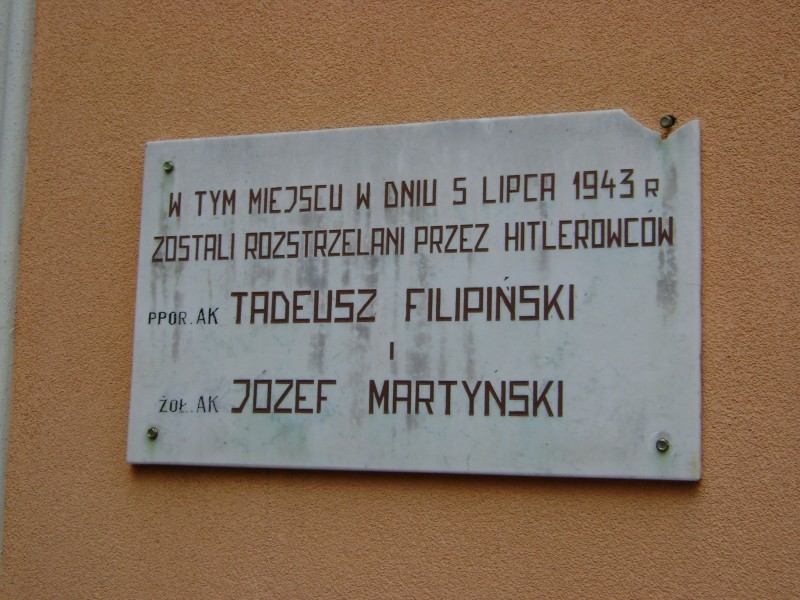 W TYM MIEJSCU W DNIU 5 LIPCA 1943 R
ZOSTALI ROZSTRZELANI PRZEZ HITLEROWCÓW
PPOR. AK TADEUSZ FILIPIŃSKI
I
ŻOŁ. AK JÓZEF MARTYNSKI